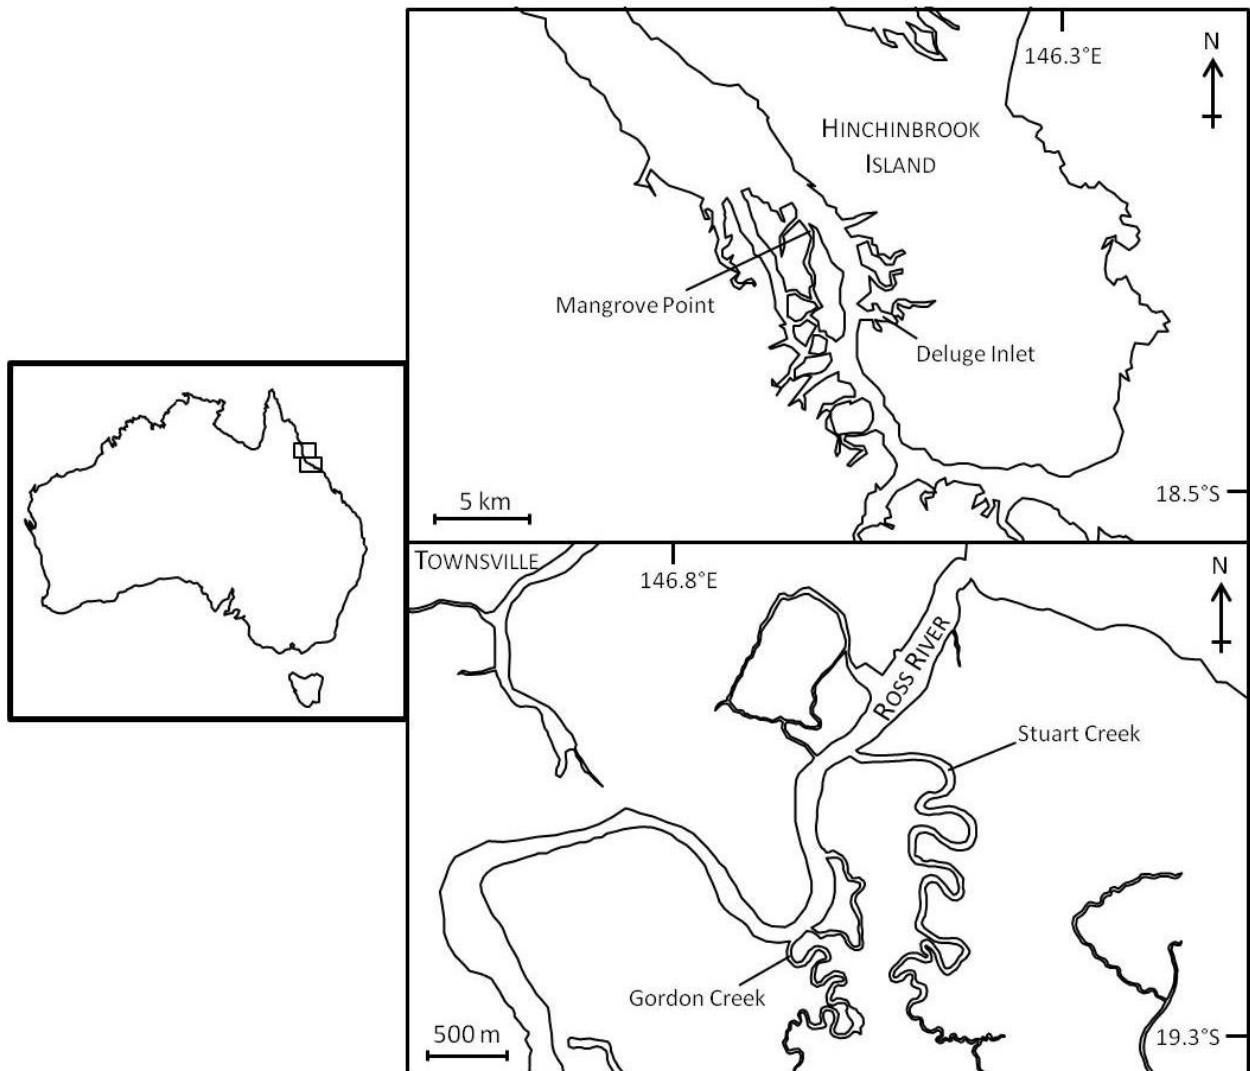 146.3°E
N
HINCHINBROOK
ISLAND
Mangrove Point
Deluge Inlet
5 km
18.5°S
TOWNSVILLE
146.8°E
N
ROSS RIVER
Stuart Creek
Gordon Creek
500 m
19.3°S